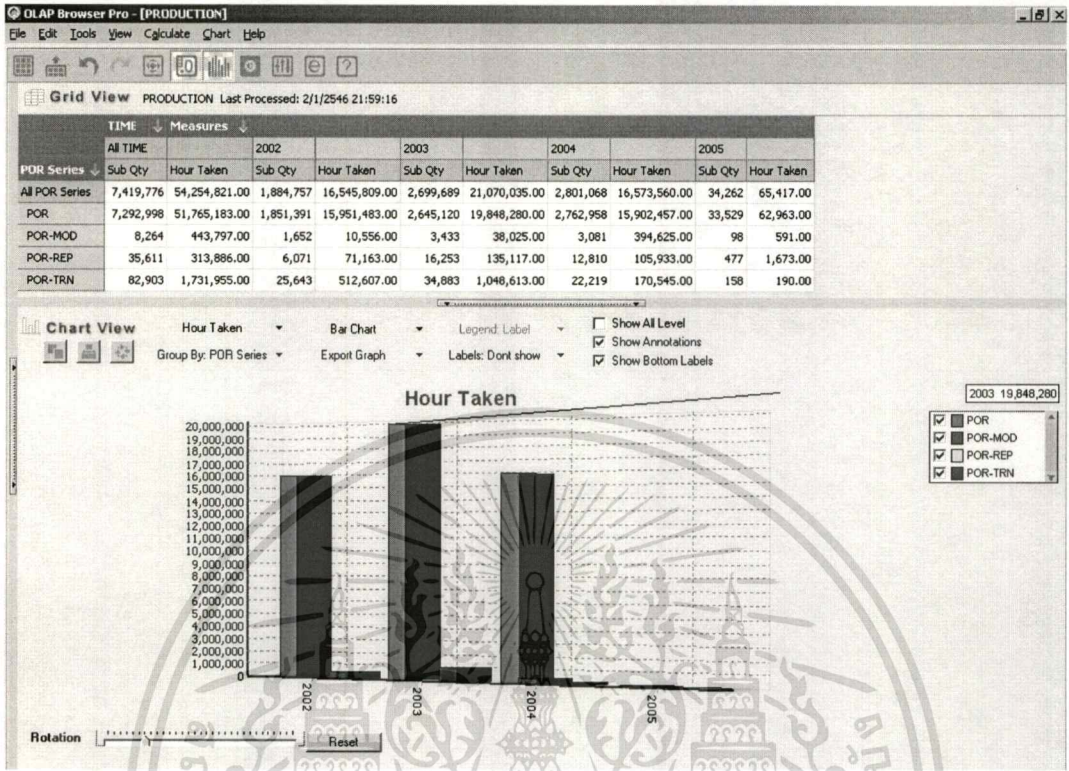 OLAP Browser Pro - [PRODUCTION]
File Edit Tools View Calculate Chart Help
Grid View PRODUCTION Last Processed: 2/1/2546 21:59:16
TIME Measures
All TIME 2002 2003 2004 2005
POR Series Sub Qty Hour Taken Sub Qty Hour Taken Sub Qty Hour Taken Sub Qty Hour Taken Sub Qty Hour Taken
All POR Series 7,419,776 54,254,821.00 1,884,757 16,545,809.00 2,699,689 21,070,035.00 2,801,068 16,573,560.00 34,262 65,417.00
POR 7,292,998 51,765,183.00 1,851,391 15,951,483.00 2,645,120 19,848,280.00 2,762,958 15,902,457.00 33,529 62,963.00
POR-MOD 8,264 443,797.00 1,652 10,556.00 3,433 38,025.00 3,081 394,625.00 98 591.00
POR-REP 35,611 313,886.00 6,071 71,163.00 16,253 135,117.00 12,810 105,933.00 477 1,673.00
POR-TRN 82,903 1,731,955.00 25,643 512,607.00 34,883 1,048,613.00 22,219 170,545.00 158 190.00
Chart View Hour Taken Bar Chart Legend: Label Show All Level
Group By: POR Series Export Graph Labels: Dont show Show Annotations
Show Bottom Labels
Hour Taken
2003 19,848,280
POR
POR-MOD
POR-REP
POR-TRN
20,000,000
19,000,000
18,000,000
17,000,000
16,000,000
15,000,000
14,000,000
13,000,000
12,000,000
11,000,000
10,000,000
9,000,000
8,000,000
7,000,000
6,000,000
5,000,000
4,000,000
3,000,000
2,000,000
1,000,000
0
2002 2003 2004 2005
Rotation Reset